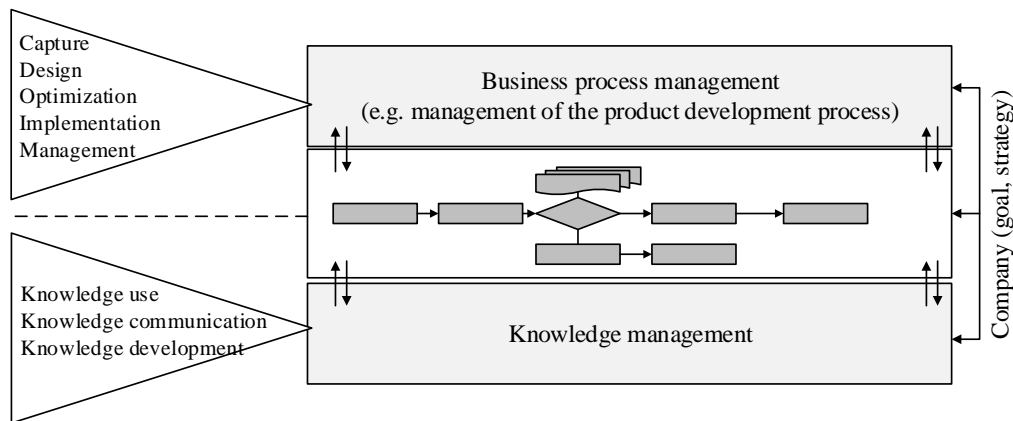 Capture
Design
Optimization
Implementation
Management
Business process management
(e.g. management of the product development process)
Knowledge use
Knowledge communication
Knowledge development
Knowledge management
Company (goal, strategy)